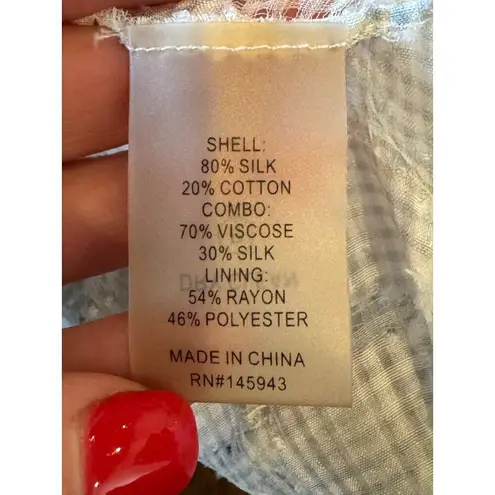 SHELL:
80% SILK
20% COTTON
COMBO:
70% VISCOSE
30% SILK
LINING:
54% RAYON
46% POLYESTER
MADE IN CHINA
RN#145943